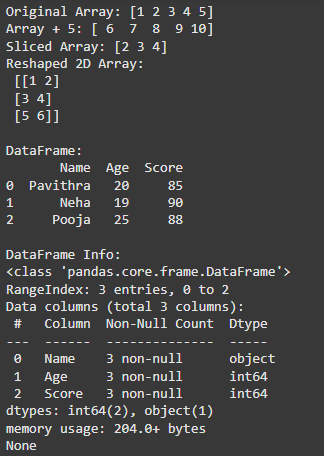 Original Array: [1 2 3 4 5]
Array + 5: [ 6  7  8  9 10]
Sliced Array: [2 3 4]
Reshaped 2D Array:
 [[1 2]
 [3 4]
 [5 6]]

DataFrame:
        Name  Age  Score
0  Pavithra   20     85
1      Neha   19     90
2     Pooja   25     88

DataFrame Info:
<class 'pandas.core.frame.DataFrame'>
RangeIndex: 3 entries, 0 to 2
Data columns (total 3 columns):
 #   Column  Non-Null Count  Dtype
---  ------  --------------  -----
 0   Name    3 non-null      object
 1   Age     3 non-null      int64
 2   Score   3 non-null      int64
dtypes: int64(2), object(1)
memory usage: 204.0+ bytes
None